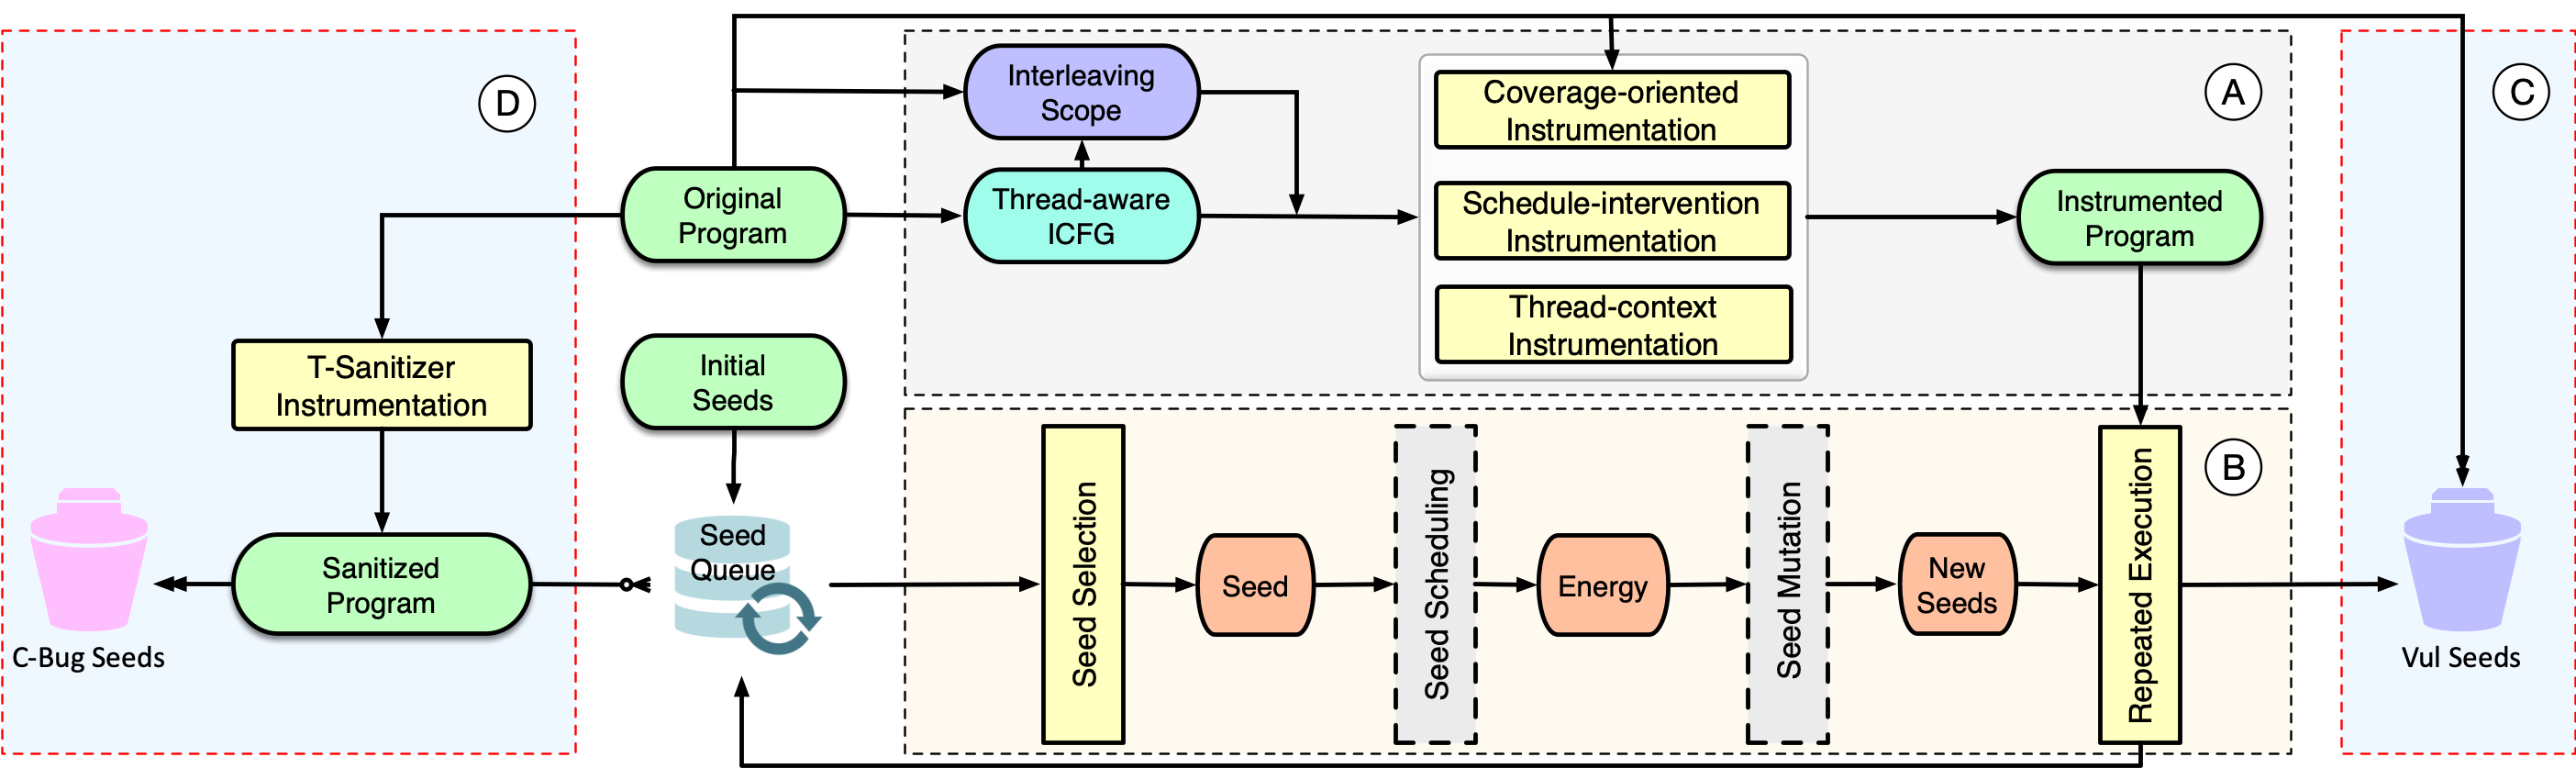 D
Original
Program
T-Sanitizer
Instrumentation
Sanitized
Program
C-Bug Seeds
Initial
Seeds
Seed
Queue
Interleaving
Scope
Thread-aware
ICFG
Coverage-oriented
Instrumentation
Schedule-intervention
Instrumentation
Thread-context
Instrumentation
A
Instrumented
Program
B
Seed Selection
Seed
Seed Scheduling
Energy
Seed Mutation
New
Seeds
Repeated Execution
C
Vul Seeds